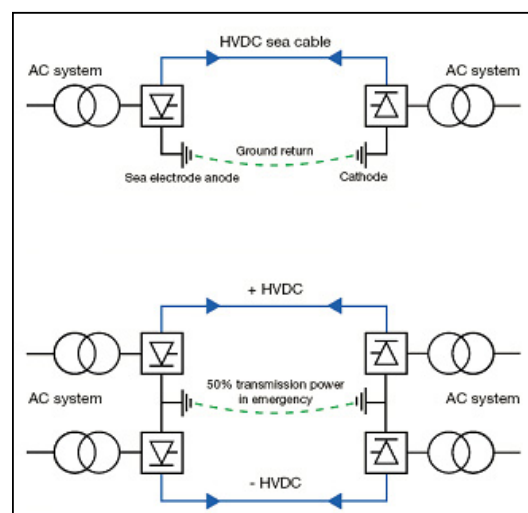 HVDC sea cable
AC system
AC system
Ground return
Sea electrode anode
Cathode
+ HVDC
50% transmission power
in emergency
AC system
AC system
- HVDC